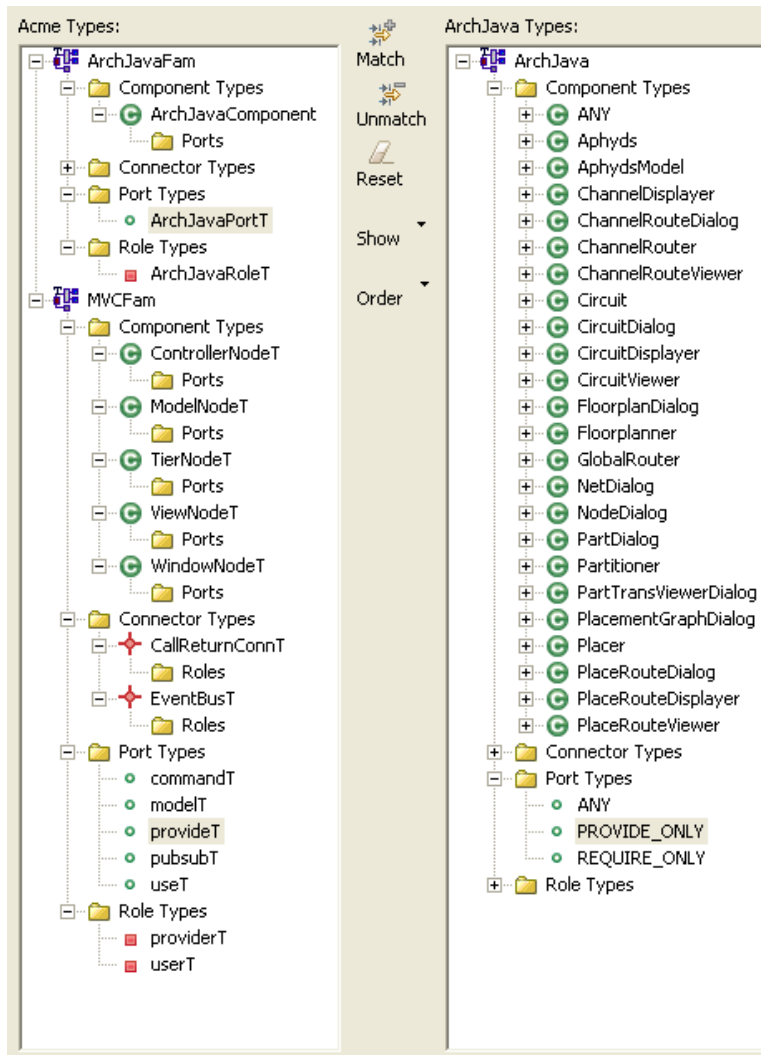 Acme Types:
ArchJavaFam
Component Types
ArchJavaComponent
Ports
Connector Types
Port Types
ArchJavaPortT
Role Types
ArchJavaRoleT
MVCFam
Component Types
ControllerNodeT
Ports
ModelNodeT
Ports
TierNodeT
Ports
ViewNodeT
Ports
WindowNodeT
Ports
Connector Types
CallReturnConnT
Roles
EventBusT
Roles
Port Types
commandT
modelT
provideT
pubsubT
useT
Role Types
providerT
userT
Match
Unmatch
Reset
Show
Order
ArchJava Types:
ArchJava
Component Types
ANY
Aphyds
AphydsModel
ChannelDisplayer
ChannelRouteDialog
ChannelRouter
ChannelRouteViewer
Circuit
CircuitDialog
CircuitDisplayer
CircuitViewer
FloorplanDialog
Floorplanner
GlobalRouter
NetDialog
NodeDialog
PartDialog
Partitioner
PartTransViewerDialog
PlacementGraphDialog
Placer
PlaceRouteDialog
PlaceRouteDisplayer
PlaceRouteViewer
Connector Types
Port Types
ANY
PROVIDE_ONLY
REQUIRE_ONLY
Role Types